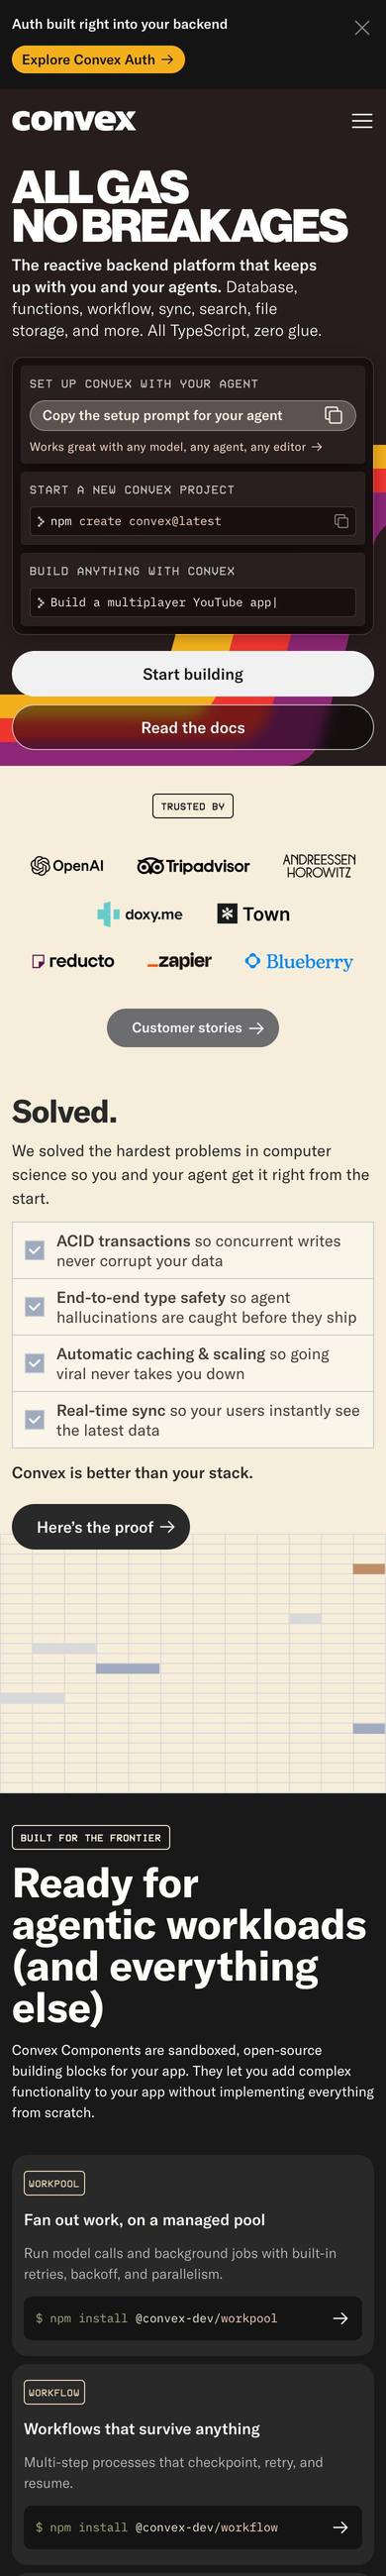 Auth built right into your backend
Explore Convex Auth →
convex
ALL GAS
NO BREAKAGES
The reactive backend platform that keeps
up with you and your agents. Database,
functions, workflow, sync, search, file
storage, and more. All TypeScript, zero glue.
SET UP CONVEX WITH YOUR AGENT
Copy the setup prompt for your agent
Works great with any model, any agent, any editor →
START A NEW CONVEX PROJECT
npm create convex@latest
BUILD ANYTHING WITH CONVEX
Build a multiplayer YouTube app|
Start building
Read the docs
TRUSTED BY
OpenAI
Tripadvisor
ANDREESSEN
HOROWITZ
doxy.me
Town
reducto
zapier
Blueberry
Customer stories →
Solved.
We solved the hardest problems in computer
science so you and your agent get it right from the
start.
ACID transactions so concurrent writes
never corrupt your data
End-to-end type safety so agent
hallucinations are caught before they ship
Automatic caching & scaling so going
viral never takes you down
Real-time sync so your users instantly see
the latest data
Convex is better than your stack.
Here’s the proof →
BUILT FOR THE FRONTIER
Ready for
agentic workloads
(and everything
else)
Convex Components are sandboxed, open-source
building blocks for your app. They let you add complex
functionality to your app without implementing everything
from scratch.
WORKPOOL
Fan out work, on a managed pool
Run model calls and background jobs with built-in
retries, backoff, and parallelism.
$ npm install @convex-dev/workpool →
WORKFLOW
Workflows that survive anything
Multi-step processes that checkpoint, retry, and
resume.
$ npm install @convex-dev/workflow →